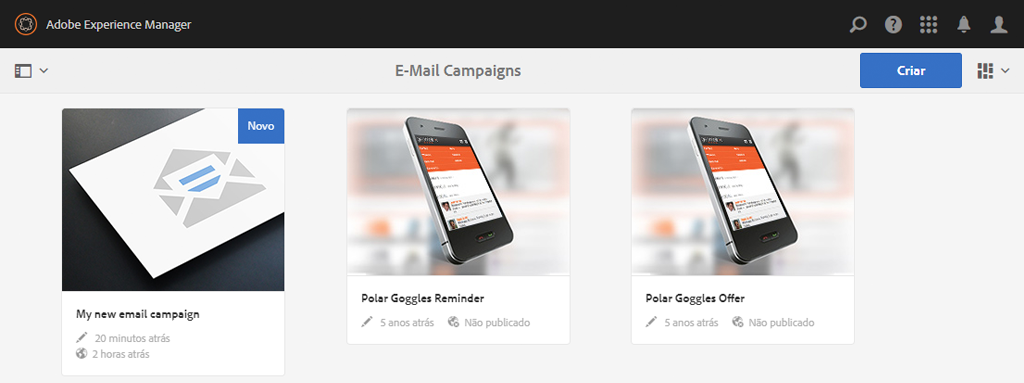 Adobe Experience Manager
E-Mail Campaigns
Criar
Novo
My new email campaign
20 minutos atrás
2 horas atrás
Polar Goggles Reminder
5 anos atrás
Não publicado
Polar Goggles Offer
5 anos atrás
Não publicado